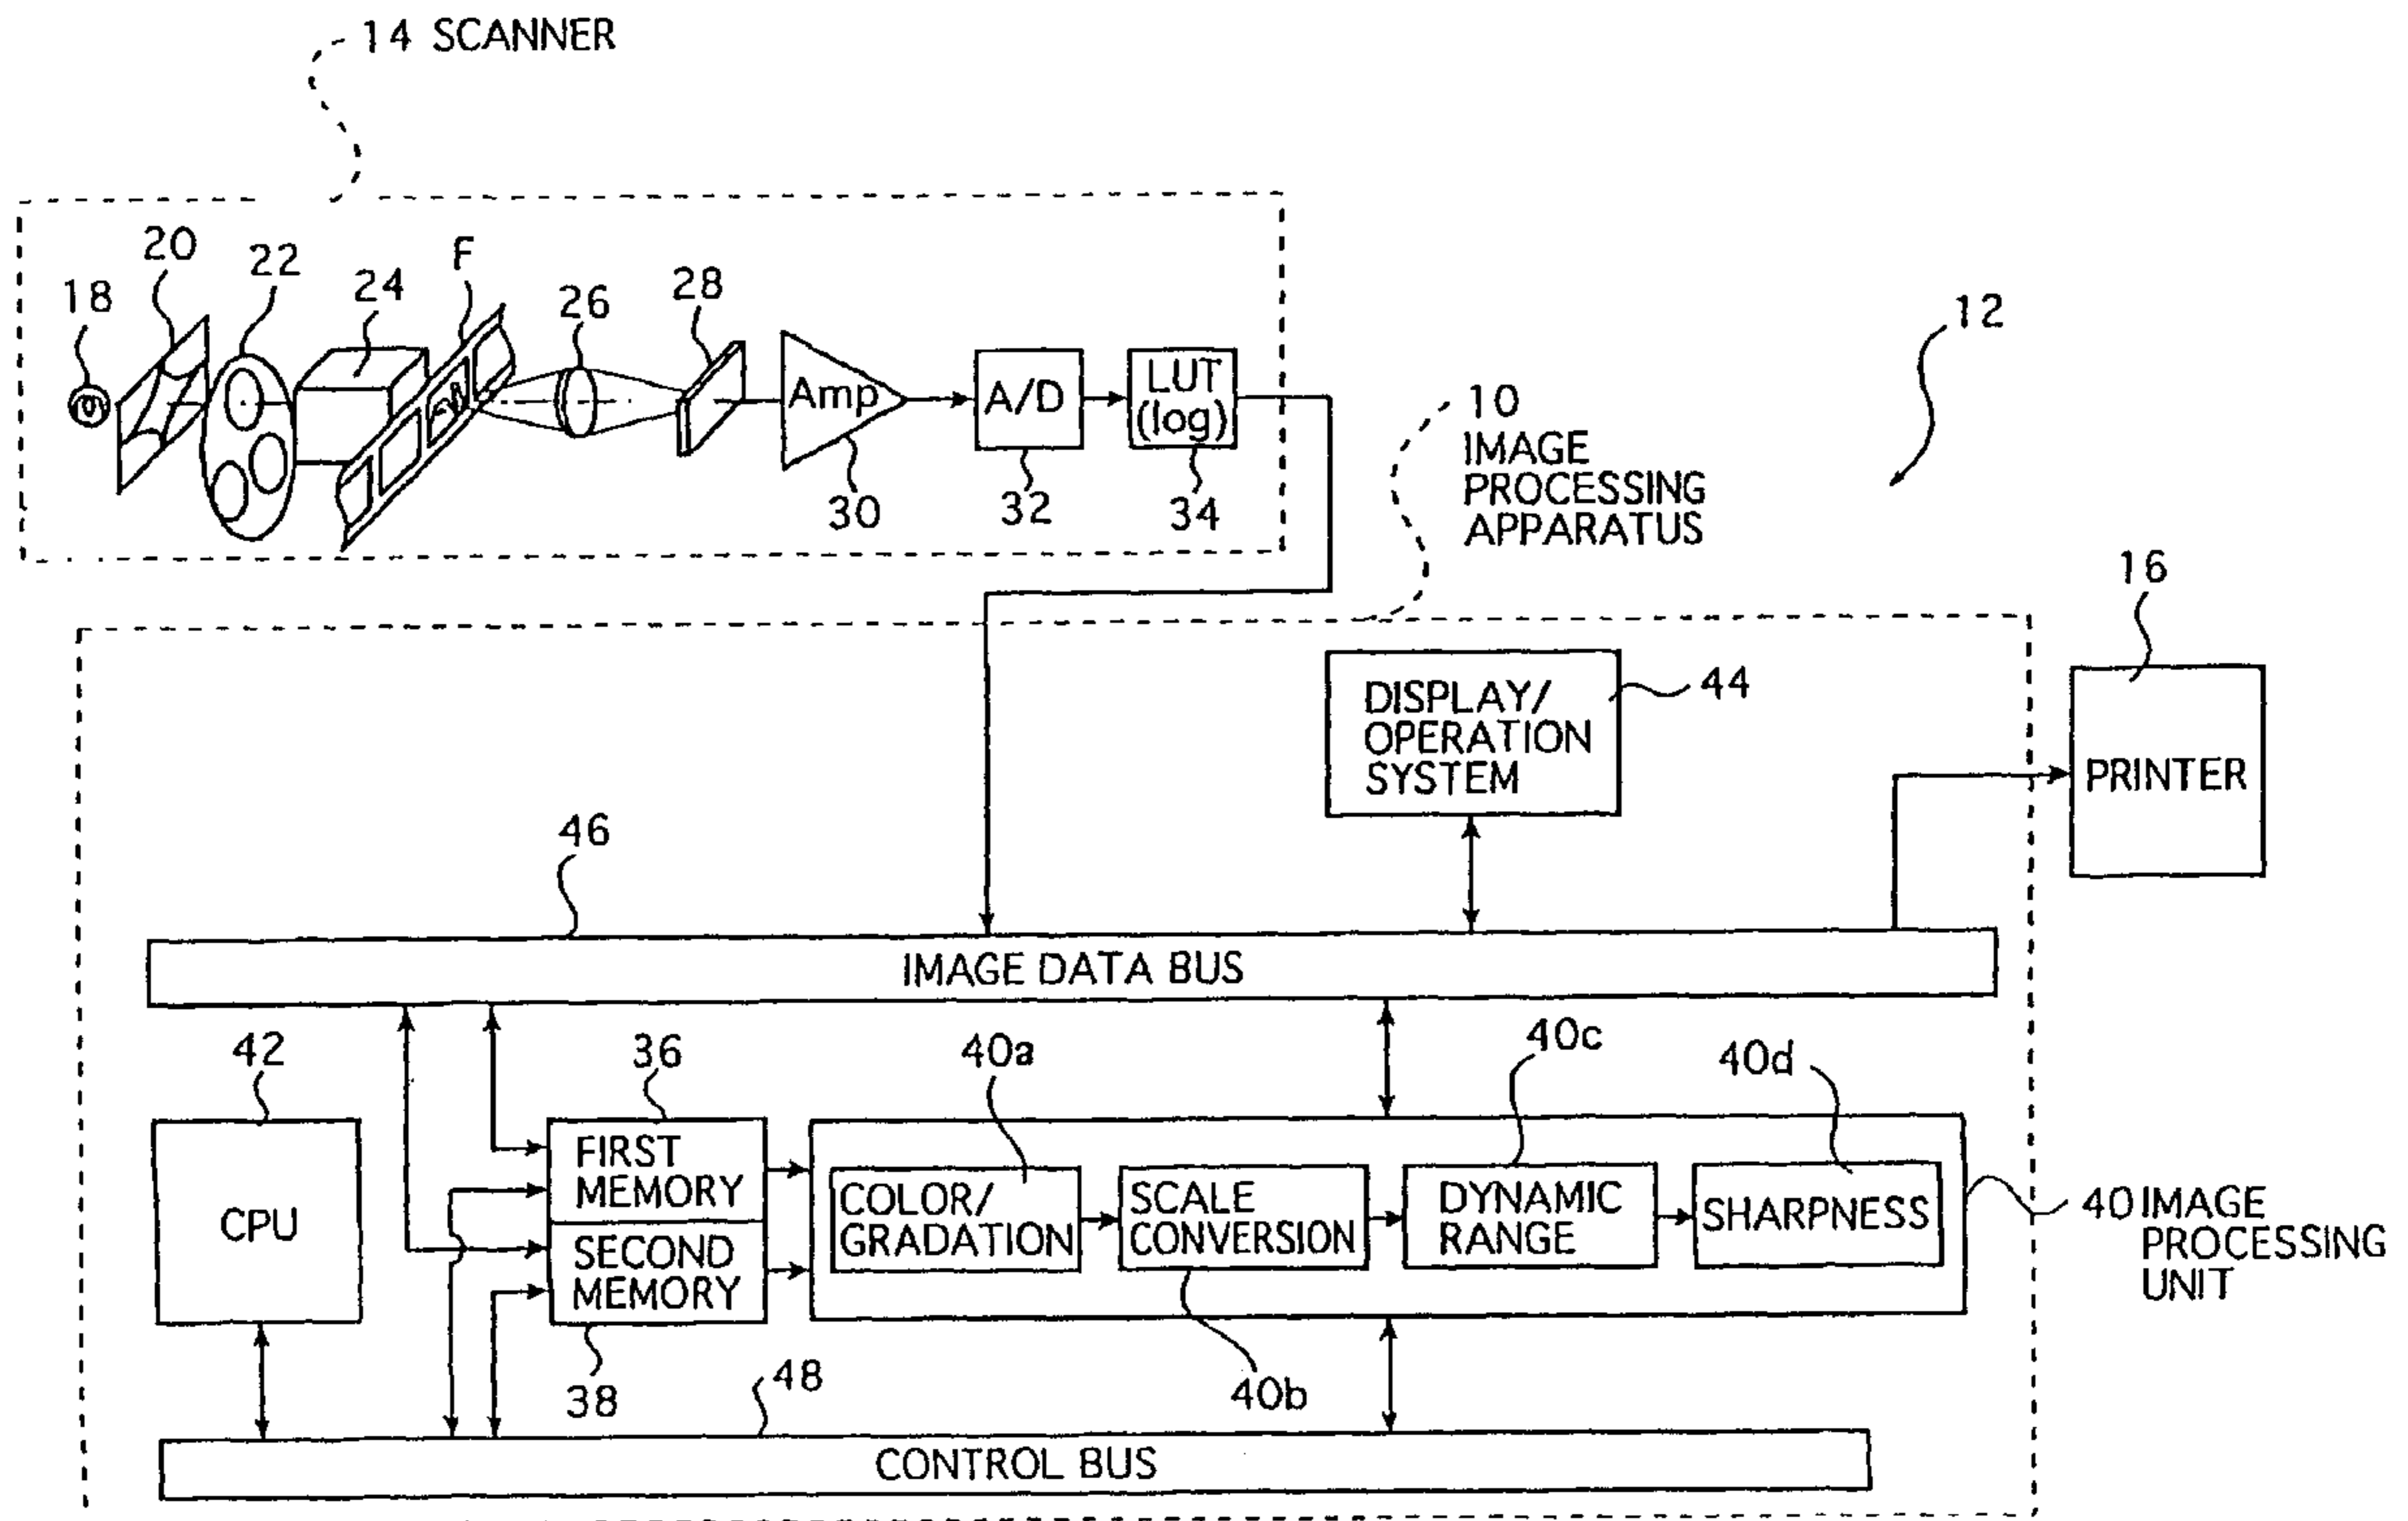 14 SCANNER
20
22
F
18
24
26
28
12
Amp
A/D
LUT
(log)
10
IMAGE
PROCESSING
APPARATUS
30
32
34
16
44
DISPLAY/
OPERATION
SYSTEM
PRINTER
46
IMAGE DATA BUS
42
36
40a
40c
40d
CPU
FIRST
MEMORY
SECOND
MEMORY
COLOR/
GRADATION
SCALE
CONVERSION
DYNAMIC
RANGE
SHARPNESS
40 IMAGE
PROCESSING
UNIT
38
48
40b
CONTROL BUS